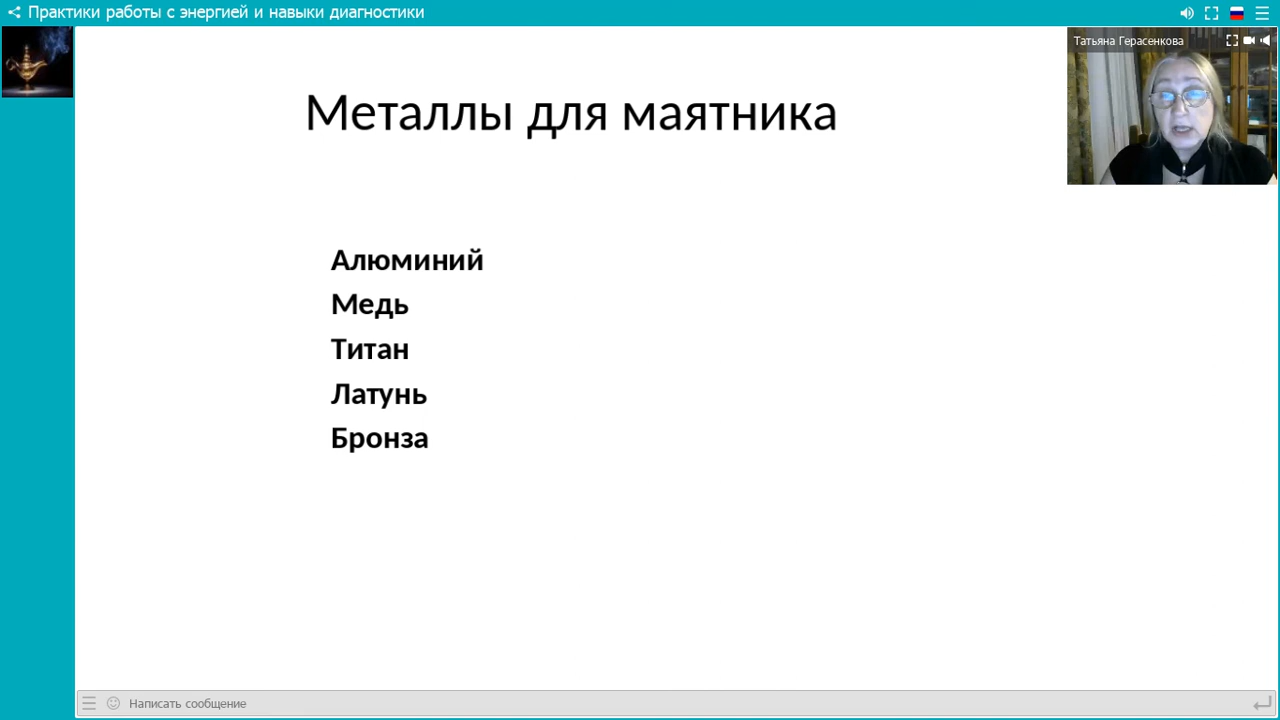 Практики работы с энергией и навыки диагностики
Татьяна Герасенкова
Металлы для маятника
Алюминий
Медь
Титан
Латунь
Бронза
Написать сообщение